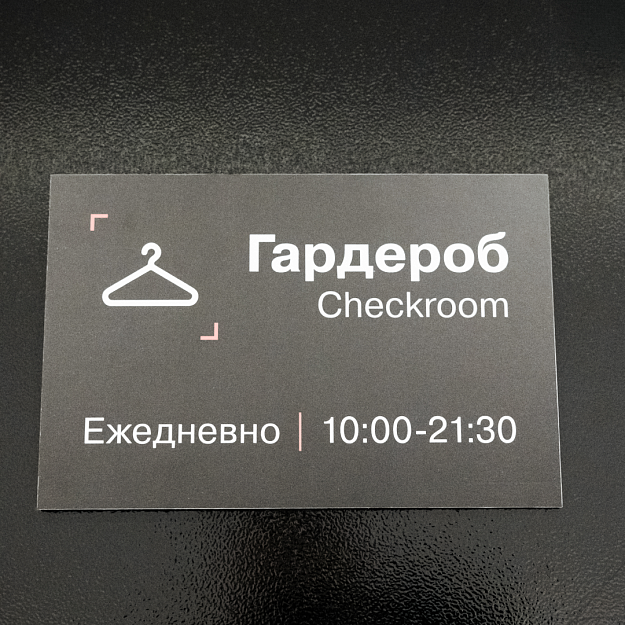 Гардероб
Checkroom
Ежедневно | 10:00-21:30